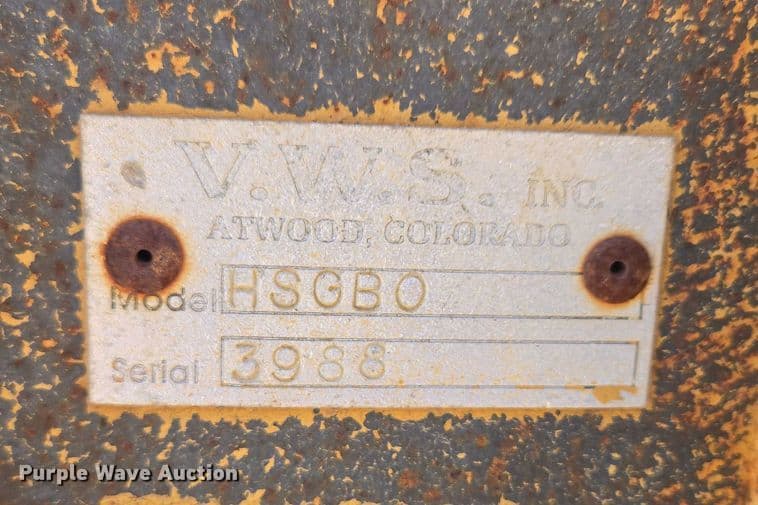 V.W.S. INC.
ATWOOD, COLORADO
Model HSGBO
Serial 3988
Purple Wave Auction